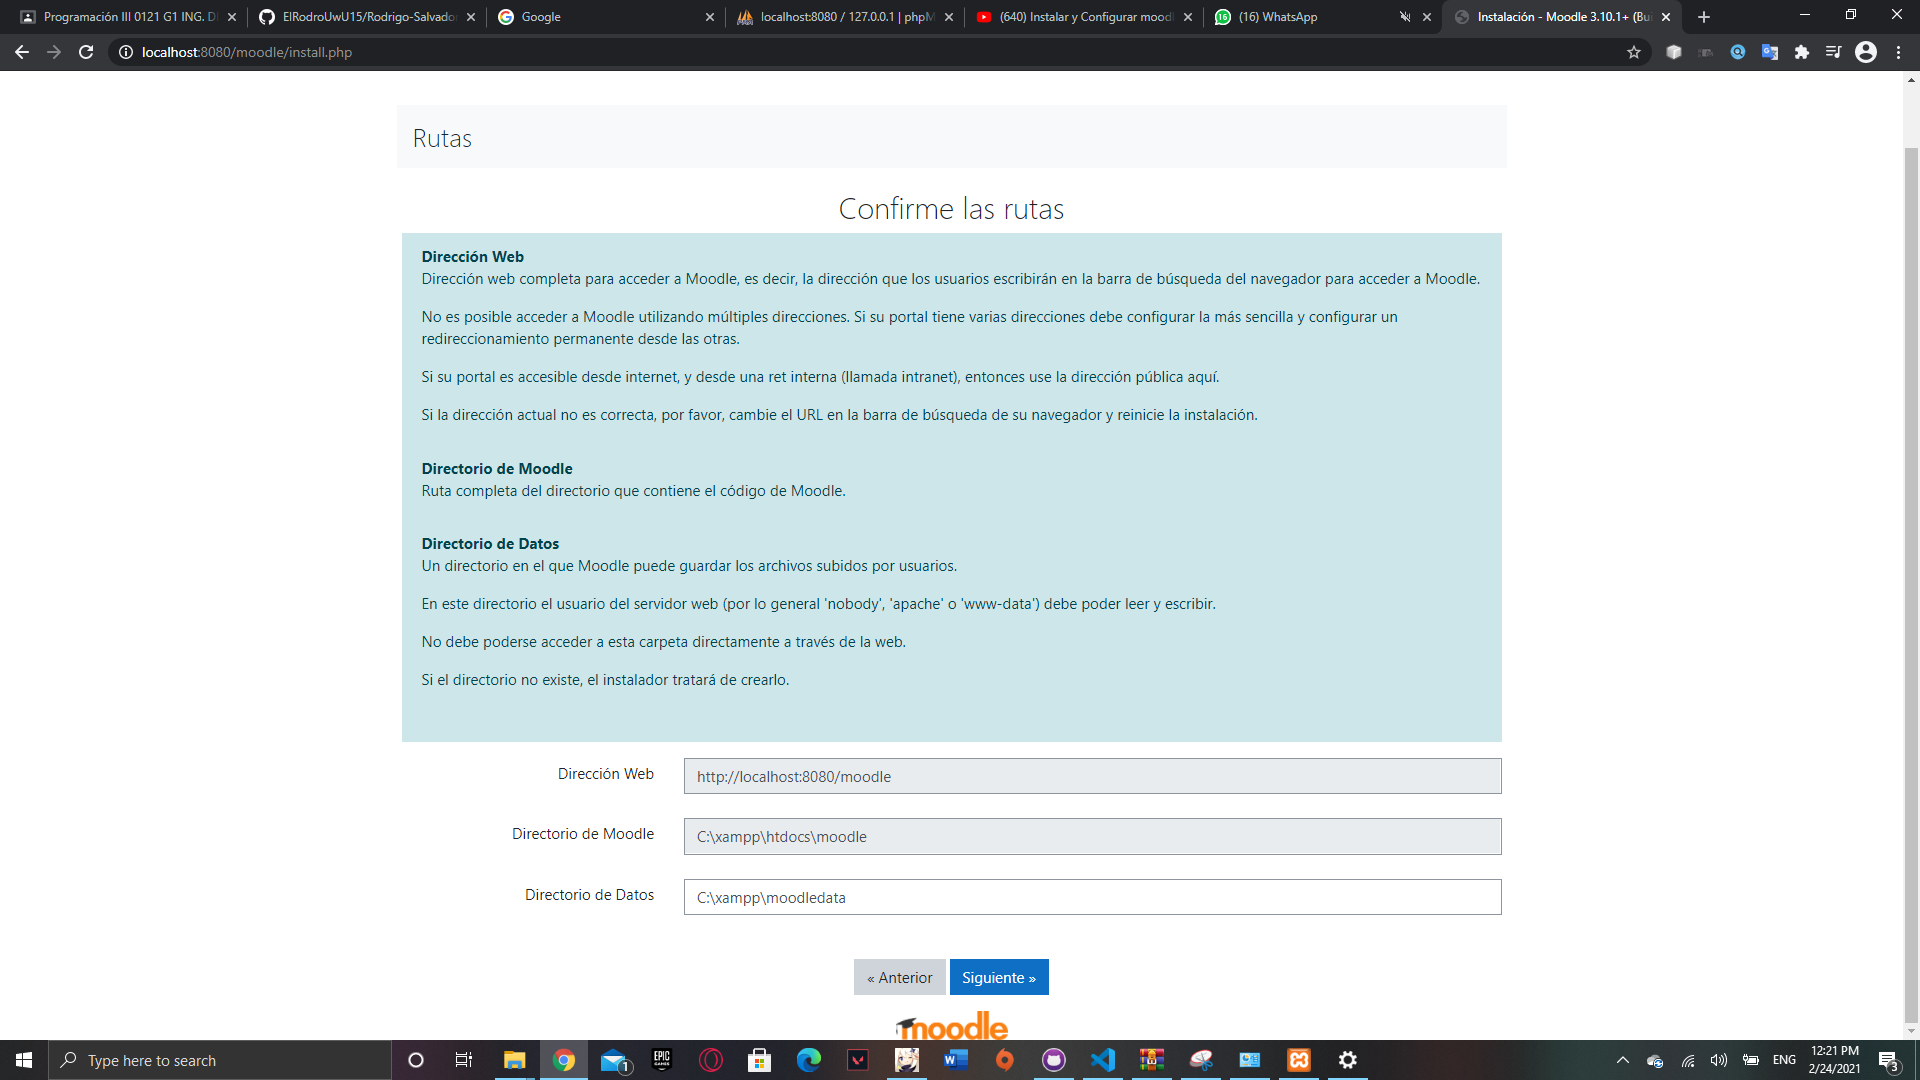 Programación III 0121 G1 ING. D
ElRodroUwU15/Rodrigo-Salvador
Google
localhost:8080 / 127.0.0.1 | phpM
(640) Instalar y Configurar mood
(16) WhatsApp
Instalación - Moodle 3.10.1+ (Bui
localhost:8080/moodle/install.php
Rutas
Confirme las rutas
Dirección Web
Dirección web completa para acceder a Moodle, es decir, la dirección que los usuarios escribirán en la barra de búsqueda del navegador para acceder a Moodle.
No es posible acceder a Moodle utilizando múltiples direcciones. Si su portal tiene varias direcciones debe configurar la más sencilla y configurar un
redireccionamiento permanente desde las otras.
Si su portal es accesible desde internet, y desde una ret interna (llamada intranet), entonces use la dirección pública aquí.
Si la dirección actual no es correcta, por favor, cambie el URL en la barra de búsqueda de su navegador y reinicie la instalación.
Directorio de Moodle
Ruta completa del directorio que contiene el código de Moodle.
Directorio de Datos
Un directorio en el que Moodle puede guardar los archivos subidos por usuarios.
En este directorio el usuario del servidor web (por lo general 'nobody', 'apache' o 'www-data') debe poder leer y escribir.
No debe poderse acceder a esta carpeta directamente a través de la web.
Si el directorio no existe, el instalador tratará de crearlo.
Dirección Web
http://localhost:8080/moodle
Directorio de Moodle
C:\xampp\htdocs\moodle
Directorio de Datos
C:\xampp\moodledata
« Anterior
Siguiente »
moodle
Type here to search
1
EPIC GAMES
ENG
12:21 PM
2/24/2021
3